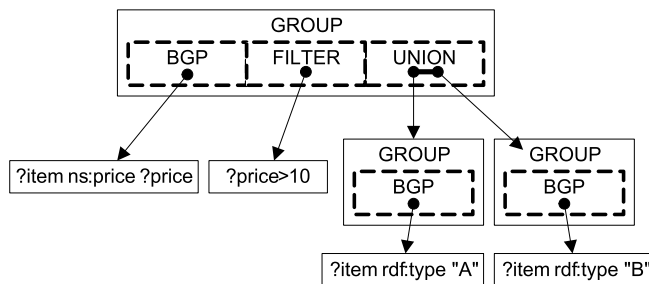 GROUP
BGP FILTER UNION
GROUP GROUP
?item ns:price ?price ?price>10
BGP BGP
?item rdf:type "A" ?item rdf:type "B"